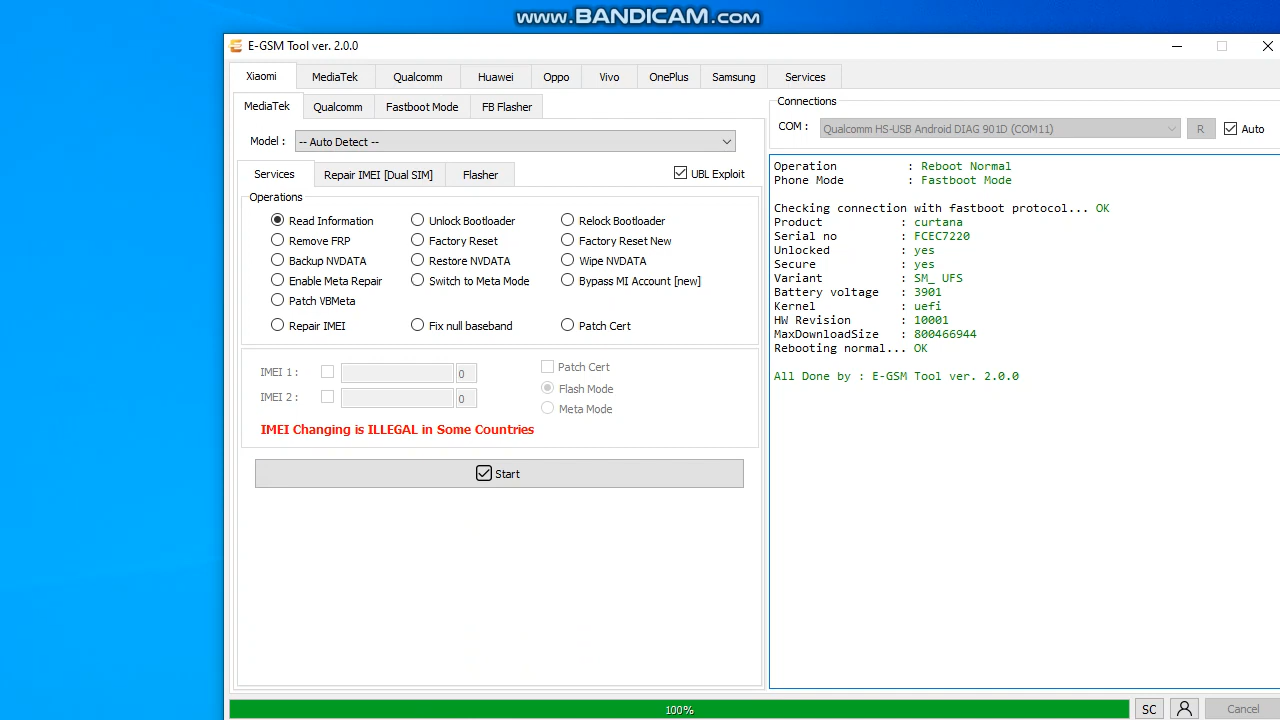 www.BANDICAM.com
E-GSM Tool ver. 2.0.0
Xiaomi MediaTek Qualcomm Huawei Oppo Vivo OnePlus Samsung Services
MediaTek Qualcomm Fastboot Mode FB Flasher
Model : -- Auto Detect --
Services Repair IMEI [Dual SIM] Flasher UBL Exploit
Operations
Read Information Unlock Bootloader Relock Bootloader
Remove FRP Factory Reset Factory Reset New
Backup NVDATA Restore NVDATA Wipe NVDATA
Enable Meta Repair Switch to Meta Mode Bypass MI Account [new]
Patch VBMeta
Repair IMEI Fix null baseband Patch Cert
IMEI 1 : 0 Patch Cert
Flash Mode
IMEI 2 : 0
Meta Mode
IMEI Changing is ILLEGAL in Some Countries
Start
Connections
COM : Qualcomm HS-USB Android DIAG 901D (COM11) R Auto
Operation : Reboot Normal
Phone Mode : Fastboot Mode
Checking connection with fastboot protocol... OK
Product : curtana
Serial no : FCEC7220
Unlocked : yes
Secure : yes
Variant : SM_ UFS
Battery voltage : 3901
Kernel : uefi
HW Revision : 10001
MaxDownloadSize : 800466944
Rebooting normal... OK
All Done by : E-GSM Tool ver. 2.0.0
100% SC Cancel